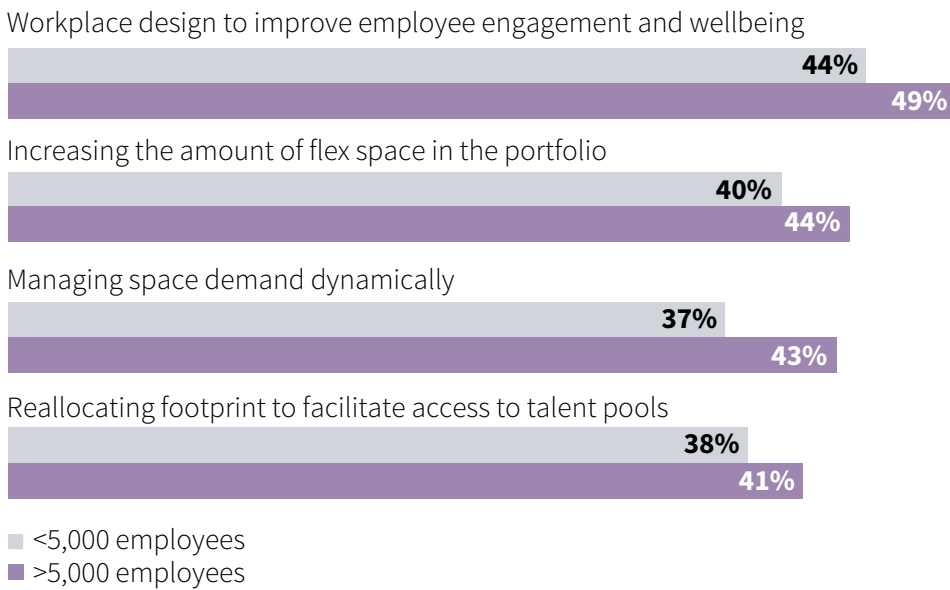 Workplace design to improve employee engagement and wellbeing
44%
49%
Increasing the amount of flex space in the portfolio
40%
44%
Managing space demand dynamically
37%
43%
Reallocating footprint to facilitate access to talent pools
38%
41%
<5,000 employees
>5,000 employees